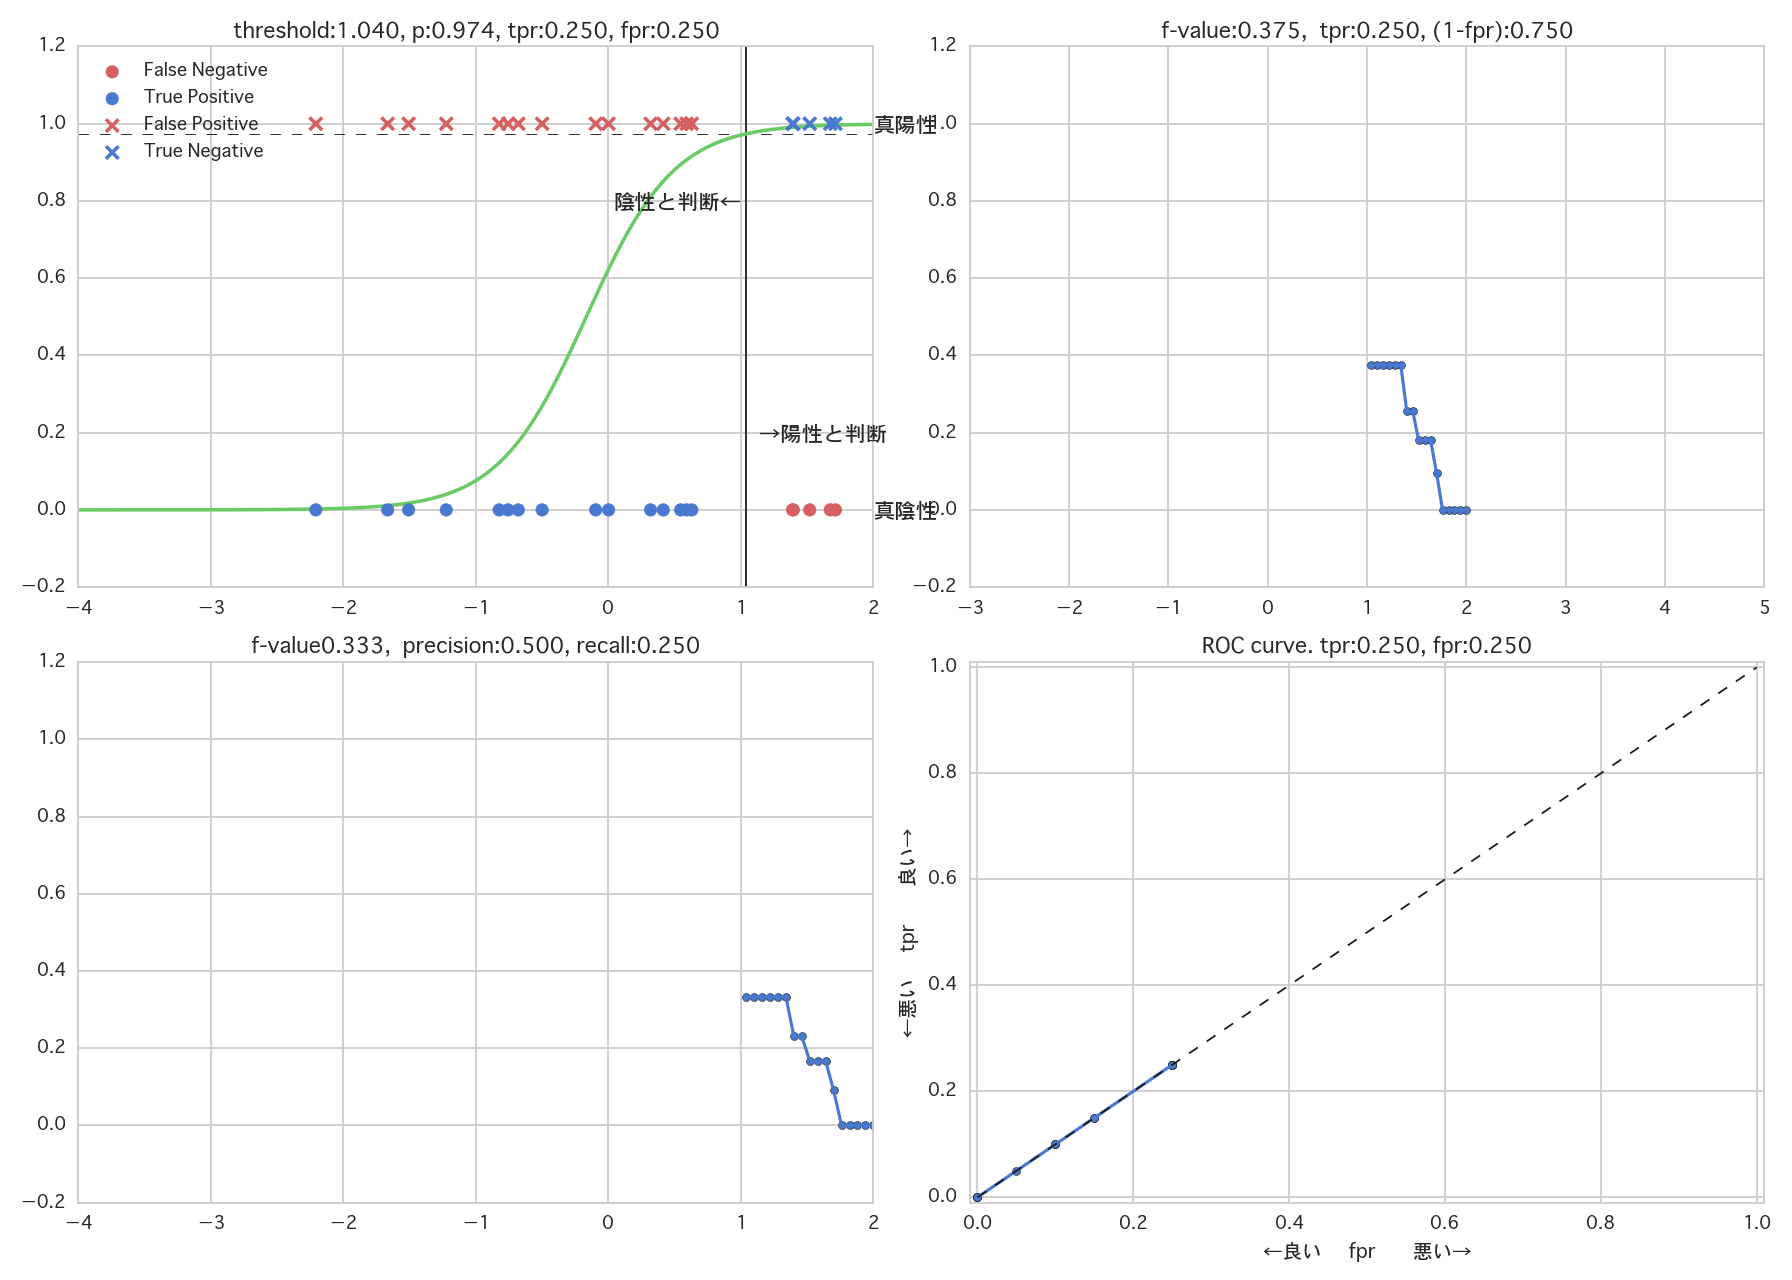 threshold:1.040, p:0.974, tpr:0.250, fpr:0.250
1.2
1.0
0.8
0.6
0.4
0.2
0.0
−0.2
False Negative
True Positive
False Positive
True Negative
陰性と判断←
→陽性と判断
真陽性
真陰性
−4 −3 −2 −1 0 1 2
f-value:0.375, tpr:0.250, (1-fpr):0.750
1.2
1.0
0.8
0.6
0.4
0.2
0.0
−0.2
−3 −2 −1 0 1 2 3 4 5
f-value0.333, precision:0.500, recall:0.250
1.2
1.0
0.8
0.6
0.4
0.2
0.0
−0.2
−4 −3 −2 −1 0 1 2
ROC curve. tpr:0.250, fpr:0.250
←悪い tpr 良い→
1.0
0.8
0.6
0.4
0.2
0.0
0.0 0.2 0.4 0.6 0.8 1.0
←良い fpr 悪い→